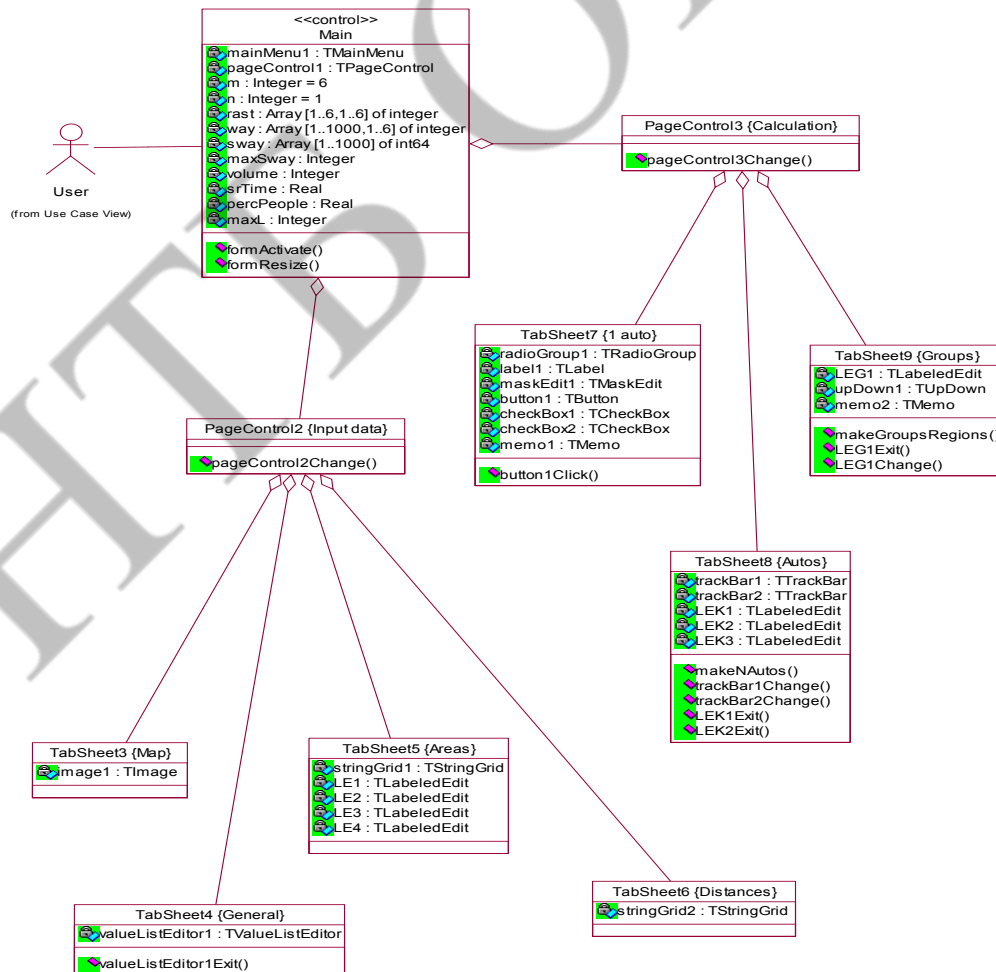 <<control>>
Main
mainMenu1 : TMainMenu
pageControl1 : TPageControl
m : Integer = 6
n : Integer = 1
rast : Array [1..6,1..6] of integer
way : Array [1..1000,1..6] of integer
sway : Array [1..1000] of int64
maxSway : Integer
volume : Integer
srTime : Real
percPeople : Real
maxL : Integer
formActivate()
formResize()
User
(from Use Case View)
PageControl3 {Calculation}
pageControl3Change()
TabSheet7 {1 auto}
radioGroup1 : TRadioGroup
label1 : TLabel
maskEdit1 : TMaskEdit
button1 : TButton
checkBox1 : TCheckBox
checkBox2 : TCheckBox
memo1 : TMemo
button1Click()
TabSheet9 {Groups}
LEG1 : TLabeledEdit
upDown1 : TUpDown
memo2 : TMemo
makeGroupsRegions()
LEG1Exit()
LEG1Change()
PageControl2 {Input data}
pageControl2Change()
TabSheet8 {Autos}
trackBar1 : TTrackBar
trackBar2 : TTrackBar
LEK1 : TLabeledEdit
LEK2 : TLabeledEdit
LEK3 : TLabeledEdit
makeNAutos()
trackBar1Change()
trackBar2Change()
LEK1Exit()
LEK2Exit()
TabSheet3 {Map}
image1 : TImage
TabSheet5 {Areas}
stringGrid1 : TStringGrid
LE1 : TLabeledEdit
LE2 : TLabeledEdit
LE3 : TLabeledEdit
LE4 : TLabeledEdit
TabSheet6 {Distances}
stringGrid2 : TStringGrid
TabSheet4 {General}
valueListEditor1 : TValueListEditor
valueListEditor1Exit()